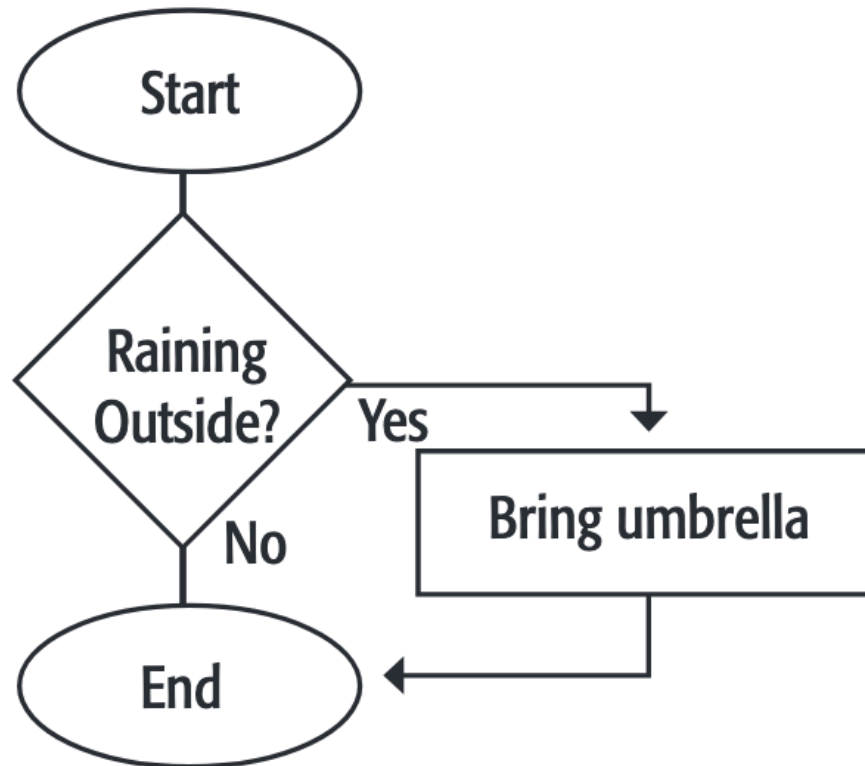 Start
Raining
Outside?
Yes
Bring umbrella
No
End